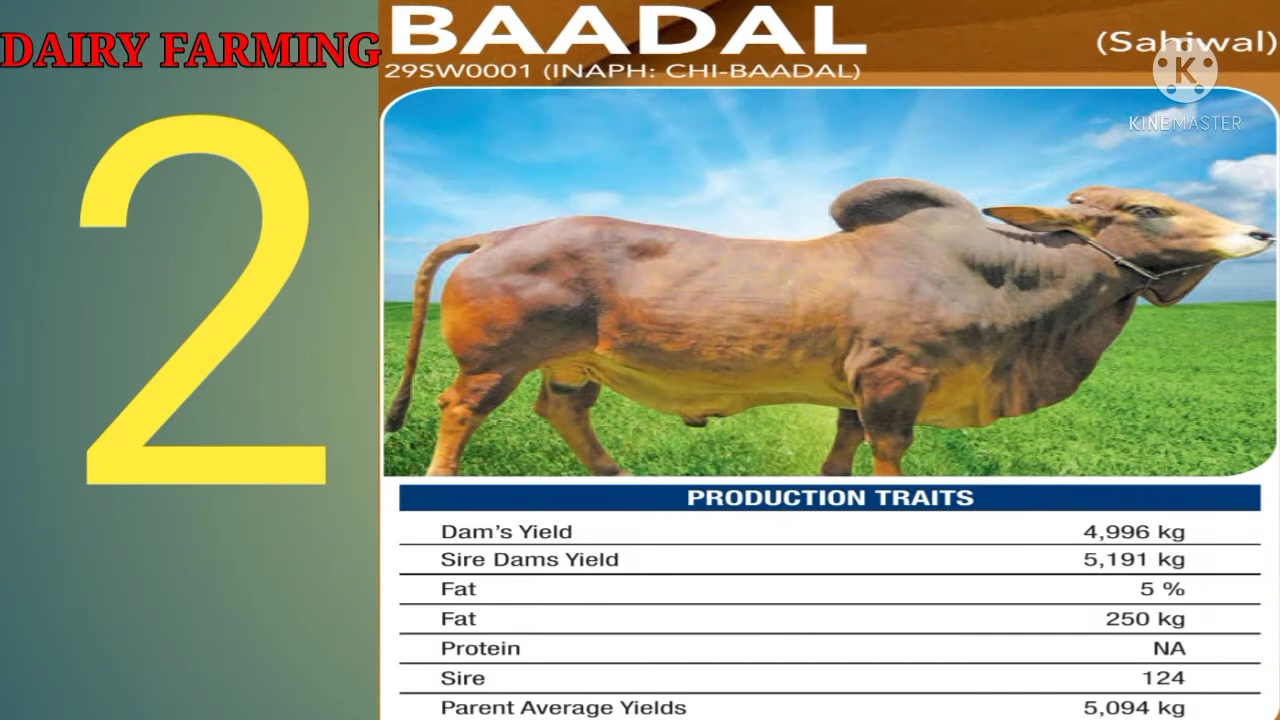 DAIRY FARMING
2
BAADAL
(Sahiwal)
29SW0001 (INAPH: CHI-BAADAL)
K
KINEMASTER
PRODUCTION TRAITS
Dam's Yield 4,996 kg
Sire Dams Yield 5,191 kg
Fat 5 %
Fat 250 kg
Protein NA
Sire 124
Parent Average Yields 5,094 kg